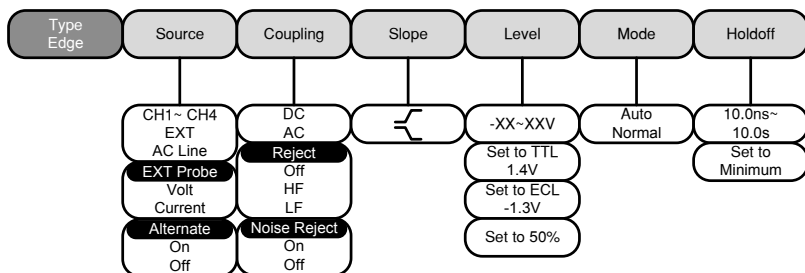 Type
Edge
Source
Coupling
Slope
Level
Mode
Holdoff
CH1~ CH4
EXT
AC Line
EXT Probe
Volt
Current
Alternate
On
Off
DC
AC
Reject
Off
HF
LF
Noise Reject
On
Off
-XX~XXV
Set to TTL
1.4V
Set to ECL
-1.3V
Set to 50%
Auto
Normal
10.0ns~
10.0s
Set to
Minimum